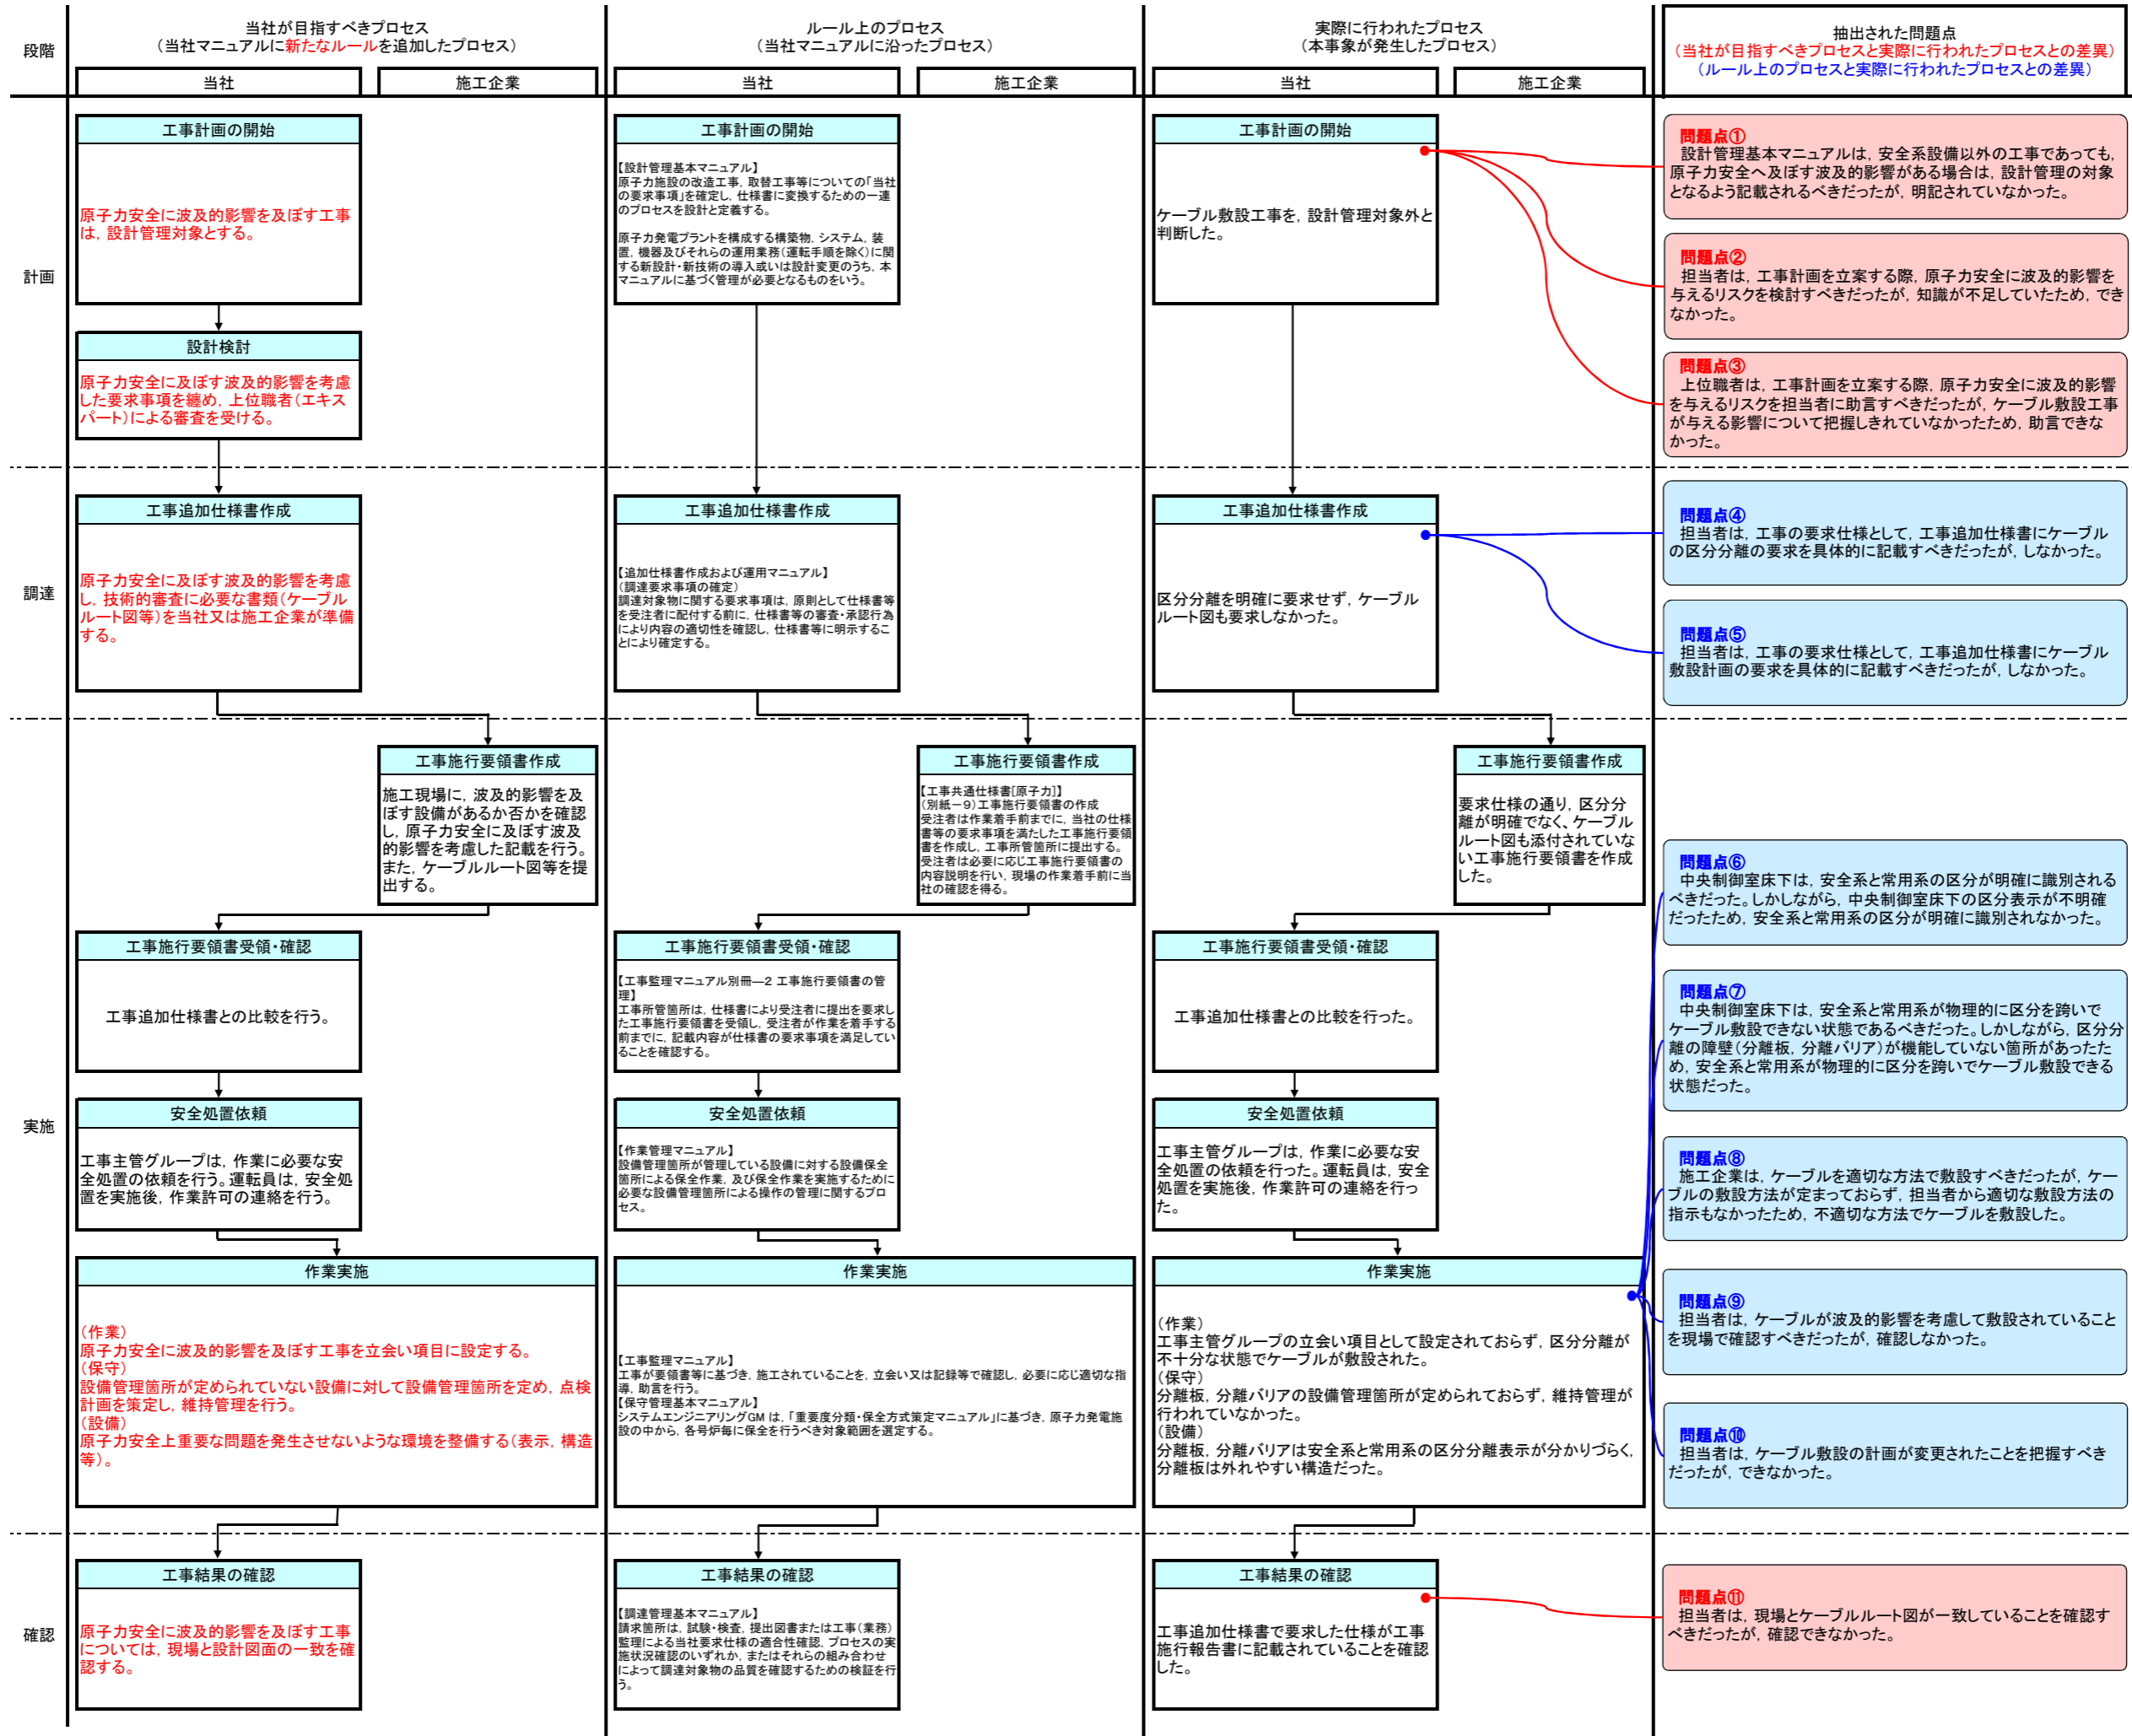 段階
当社が目指すべきプロセス
（当社マニュアルに新たなルールを追加したプロセス）
当社
施工企業
ルール上のプロセス
（当社マニュアルに沿ったプロセス）
当社
施工企業
実際に行われたプロセス
（本事象が発生したプロセス）
当社
施工企業
抽出された問題点
（当社が目指すべきプロセスと実際に行われたプロセスとの差異）
（ルール上のプロセスと実際に行われたプロセスとの差異）
計画
工事計画の開始
原子力安全に波及的影響を及ぼす工事
は，設計管理対象とする。
設計検討
原子力安全に及ぼす波及的影響を考慮
した要求事項を纏め，上位職者（エキス
パート）による審査を受ける。
工事計画の開始
【設計管理基本マニュアル】
原子力施設の改造工事，取替工事等についての「当社
の要求事項」を確定し，仕様書に変換するための一連
のプロセスを設計と定義する。
原子力発電プラントを構成する構築物，システム，装
置，機器及びそれらの運用業務（運転手順を除く）に関
する新設計・新技術の導入或いは設計変更のうち，本
マニュアルに基づく管理が必要となるものをいう。
工事計画の開始
ケーブル敷設工事を，設計管理対象外と
判断した。
問題点①
設計管理基本マニュアルは，安全系設備以外の工事であっても，
原子力安全へ及ぼす波及的影響がある場合は，設計管理の対象
となるよう記載されるべきだったが，明記されていなかった。
問題点②
担当者は，工事計画を立案する際，原子力安全に波及的影響を
与えるリスクを検討すべきだったが，知識が不足していたため，でき
なかった。
問題点③
上位職者は，工事計画を立案する際，原子力安全に波及的影響
を与えるリスクを担当者に助言すべきだったが，ケーブル敷設工事
が与える影響について把握しきれていなかったため，助言できな
かった。
調達
工事追加仕様書作成
原子力安全に及ぼす波及的影響を考慮
し，技術的審査に必要な書類（ケーブル
ルート図等）を当社又は施工企業が準備
する。
工事追加仕様書作成
【追加仕様書作成および運用マニュアル】
（調達要求事項の確定）
調達対象物に関する要求事項は，原則として仕様書等
を受注者に配付する前に，仕様書等の審査・承認行為
により内容の適切性を確認し，仕様書等に明示するこ
とにより確定する。
工事追加仕様書作成
区分分離を明確に要求せず，ケーブル
ルート図も要求しなかった。
問題点④
担当者は，工事の要求仕様として，工事追加仕様書にケーブル
の区分分離の要求を具体的に記載すべきだったが，しなかった。
問題点⑤
担当者は，工事の要求仕様として，工事追加仕様書にケーブル
敷設計画の要求を具体的に記載すべきだったが，しなかった。
実施
工事施行要領書作成
施工現場に，波及的影響を及
ぼす設備があるか否かを確認
し，原子力安全に及ぼす波及
的影響を考慮した記載を行う。
また，ケーブルルート図等を提
出する。
工事施行要領書受領・確認
工事追加仕様書との比較を行う。
安全処置依頼
工事主管グループは，作業に必要な安
全処置の依頼を行う。運転員は，安全処
置を実施後，作業許可の連絡を行う。
作業実施
（作業）
原子力安全に波及的影響を及ぼす工事を立会い項目に設定する。
（保守）
設備管理箇所が定められていない設備に対して設備管理箇所を定め，点検
計画を策定し，維持管理を行う。
（設備）
原子力安全上重要な問題を発生させないような環境を整備する（表示，構造
等）。
工事施行要領書作成
【工事共通仕様書[原子力]】
（別紙－9）工事施行要領書の作成
受注者は作業着手前までに，当社の仕様
書等の要求事項を満たした工事施行要領
書を作成し，工事所管箇所に提出する。
受注者は必要に応じ工事施行要領書の
内容説明を行い，現場の作業着手前に当
社の確認を得る。
工事施行要領書受領・確認
【工事監理マニュアル別冊―2 工事施行要領書の管
理】
工事所管箇所は，仕様書により受注者に提出を要求し
た工事施行要領書を受領し，受注者が作業を着手する
前までに，記載内容が仕様書の要求事項を満足してい
ることを確認する。
安全処置依頼
【作業管理マニュアル】
設備管理箇所が管理している設備に対する設備保全
箇所による保全作業，及び保全作業を実施するために
必要な設備管理箇所による操作の管理に関するプロ
セス。
作業実施
【工事監理マニュアル】
工事が要領書等に基づき，施工されていることを，立会い又は記録等で確認し，必要に応じ適切な指
導，助言を行う。
【保守管理基本マニュアル】
システムエンジニアリングGM は，「重要度分類・保全方式策定マニュアル」に基づき，原子力発電施
設の中から，各号炉毎に保全を行うべき対象範囲を選定する。
工事施行要領書作成
要求仕様の通り，区分分
離が明確でなく、ケーブル
ルート図も添付されていな
い工事施行要領書を作成
した。
工事施行要領書受領・確認
工事追加仕様書との比較を行った。
安全処置依頼
工事主管グループは，作業に必要な安
全処置の依頼を行った。運転員は，安全
処置を実施後，作業許可の連絡を行っ
た。
作業実施
（作業）
工事主管グループの立会い項目として設定されておらず，区分分離が
不十分な状態でケーブルが敷設された。
（保守）
分離板，分離バリアの設備管理箇所が定められておらず，維持管理が
行われていなかった。
（設備）
分離板，分離バリアは安全系と常用系の区分分離表示が分かりづらく，
分離板は外れやすい構造だった。
問題点⑥
中央制御室床下は，安全系と常用系の区分が明確に識別される
べきだった。しかしながら，中央制御室床下の区分表示が不明確
だったため，安全系と常用系の区分が明確に識別されなかった。
問題点⑦
中央制御室床下は，安全系と常用系が物理的に区分を跨いで
ケーブル敷設できない状態であるべきだった。しかしながら，区分分
離の障壁（分離板，分離バリア）が機能していない箇所があったた
め，安全系と常用系が物理的に区分を跨いでケーブル敷設できる
状態だった。
問題点⑧
施工企業は，ケーブルを適切な方法で敷設すべきだったが，ケー
ブルの敷設方法が定まっておらず，担当者から適切な敷設方法の
指示もなかったため，不適切な方法でケーブルを敷設した。
問題点⑨
担当者は，ケーブルが波及的影響を考慮して敷設されていること
を現場で確認すべきだったが，確認しなかった。
問題点⑩
担当者は，ケーブル敷設の計画が変更されたことを把握すべき
だったが，できなかった。
確認
工事結果の確認
原子力安全に波及的影響を及ぼす工事
については，現場と設計図面の一致を確
認する。
工事結果の確認
【調達管理基本マニュアル】
請求箇所は，試験・検査，提出図書または工事（業務）
監理による当社要求仕様の適合性確認，プロセスの実
施状況確認のいずれか，またはそれらの組み合わせ
によって調達対象物の品質を確認するための検証を行
う。
工事結果の確認
工事追加仕様書で要求した仕様が工事
施行報告書に記載されていることを確認
した。
問題点⑪
担当者は，現場とケーブルルート図が一致していることを確認す
べきだったが，確認できなかった。